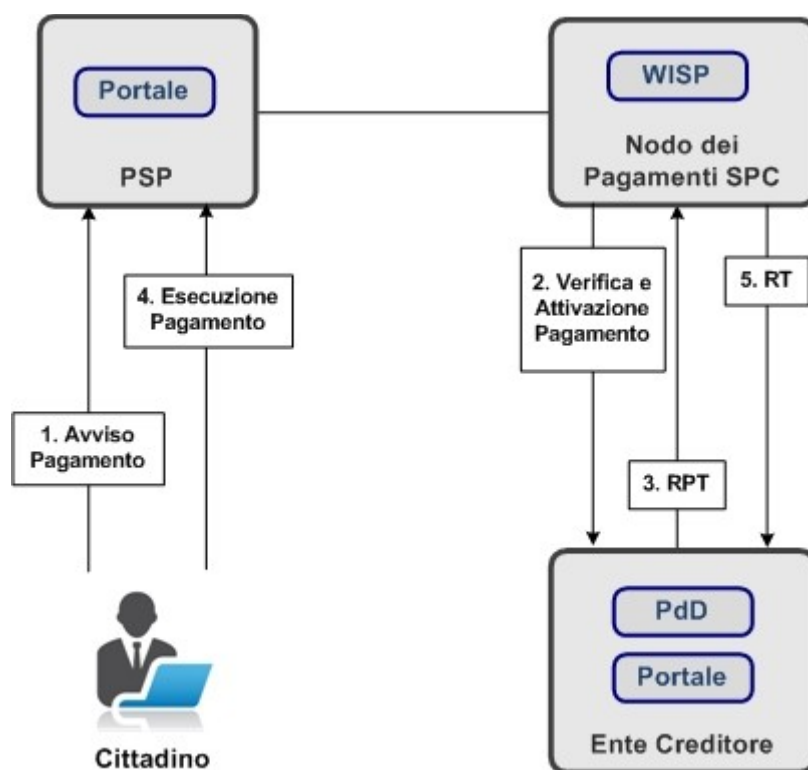 Portale
PSP
WISP
Nodo dei
Pagamenti SPC
4. Esecuzione
Pagamento
2. Verifica e
Attivazione
Pagamento
5. RT
1. Avviso
Pagamento
3. RPT
Cittadino
PdD
Portale
Ente Creditore